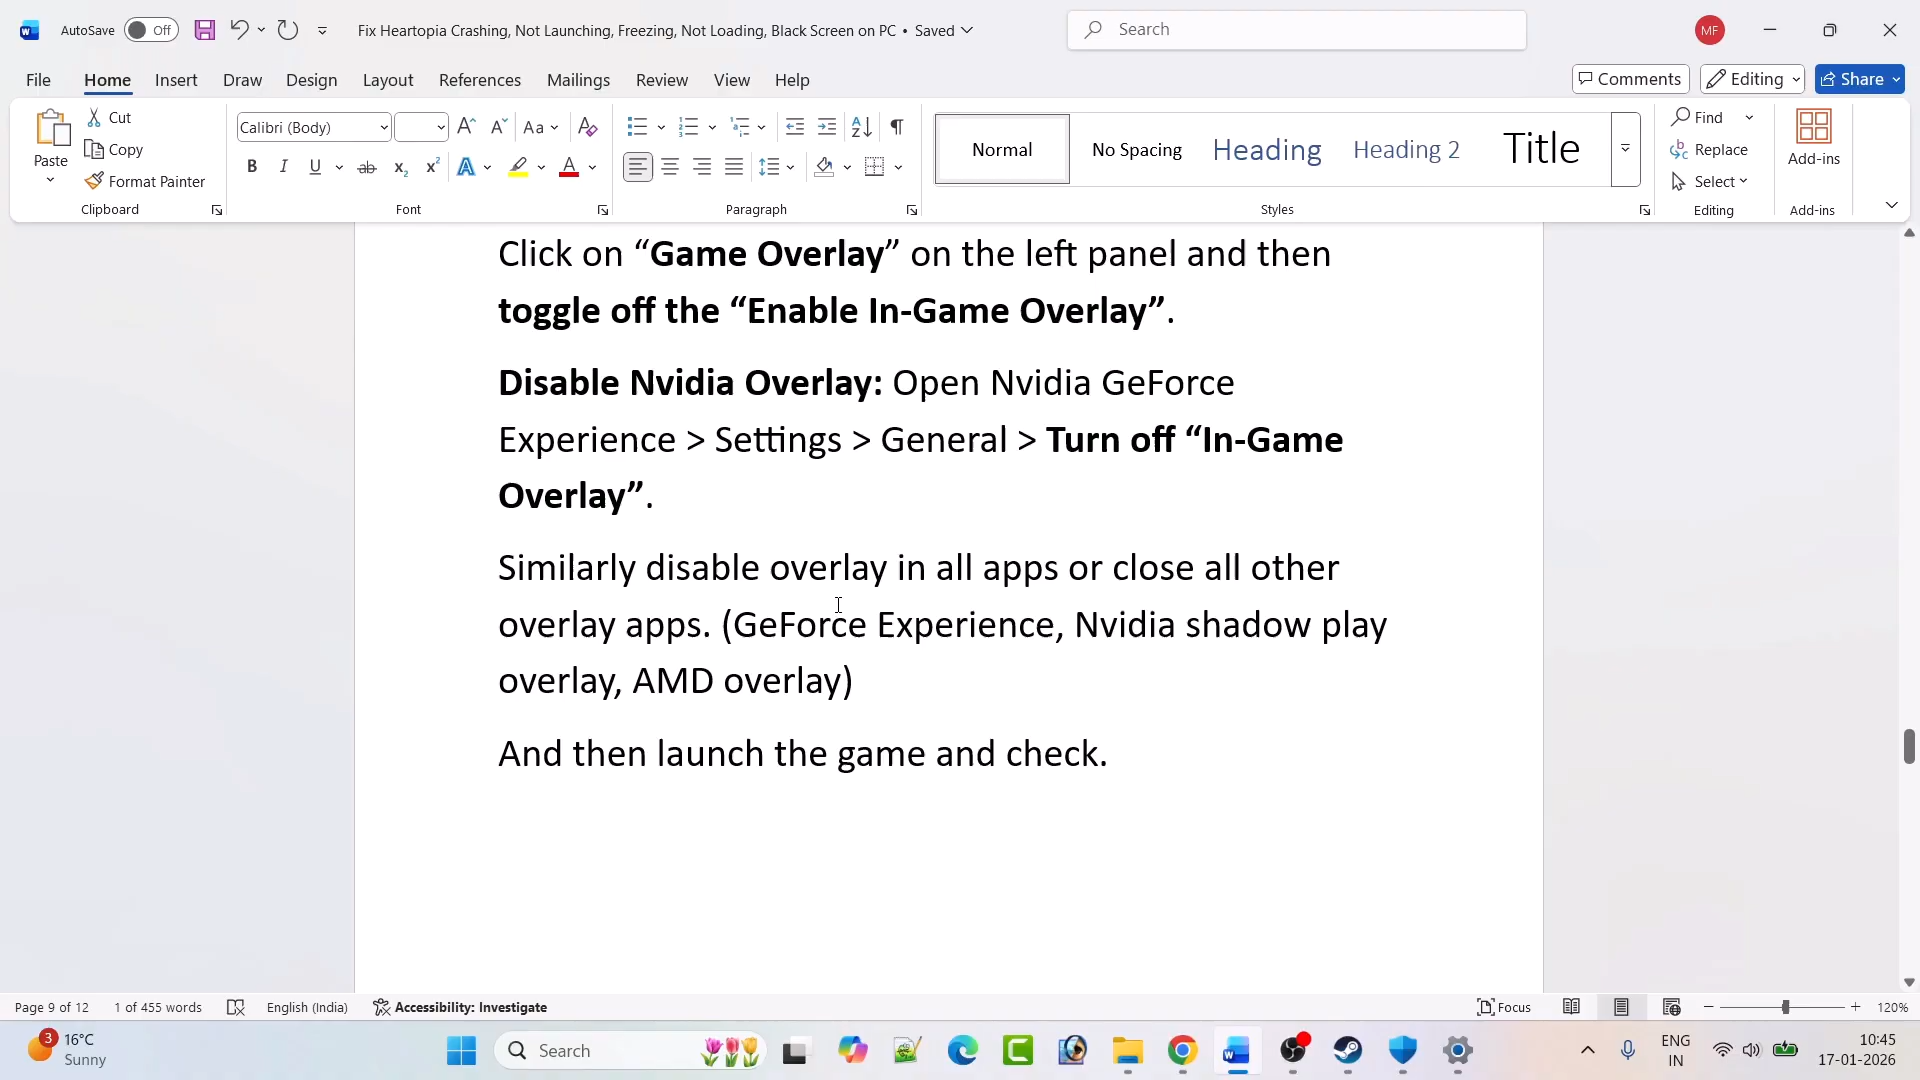 AutoSave Off Fix Heartopia Crashing, Not Launching, Freezing, Not Loading, Black Screen on PC • Saved Search MF
File Home Insert Draw Design Layout References Mailings Review View Help Comments Editing Share
Paste Cut Copy Format Painter Clipboard
Calibri (Body) Font
Paragraph
Normal No Spacing Heading Heading 2 Title Styles
Find Replace Select Editing
Add-ins Add-ins
Click on “Game Overlay” on the left panel and then
toggle off the “Enable In-Game Overlay”.
Disable Nvidia Overlay: Open Nvidia GeForce
Experience > Settings > General > Turn off “In-Game
Overlay”.
Similarly disable overlay in all apps or close all other
overlay apps. (GeForce Experience, Nvidia shadow play
overlay, AMD overlay)
And then launch the game and check.
Page 9 of 12 1 of 455 words English (India) Accessibility: Investigate Focus 120%
3 16°C Search ENG 10:45
Sunny IN 17-01-2026